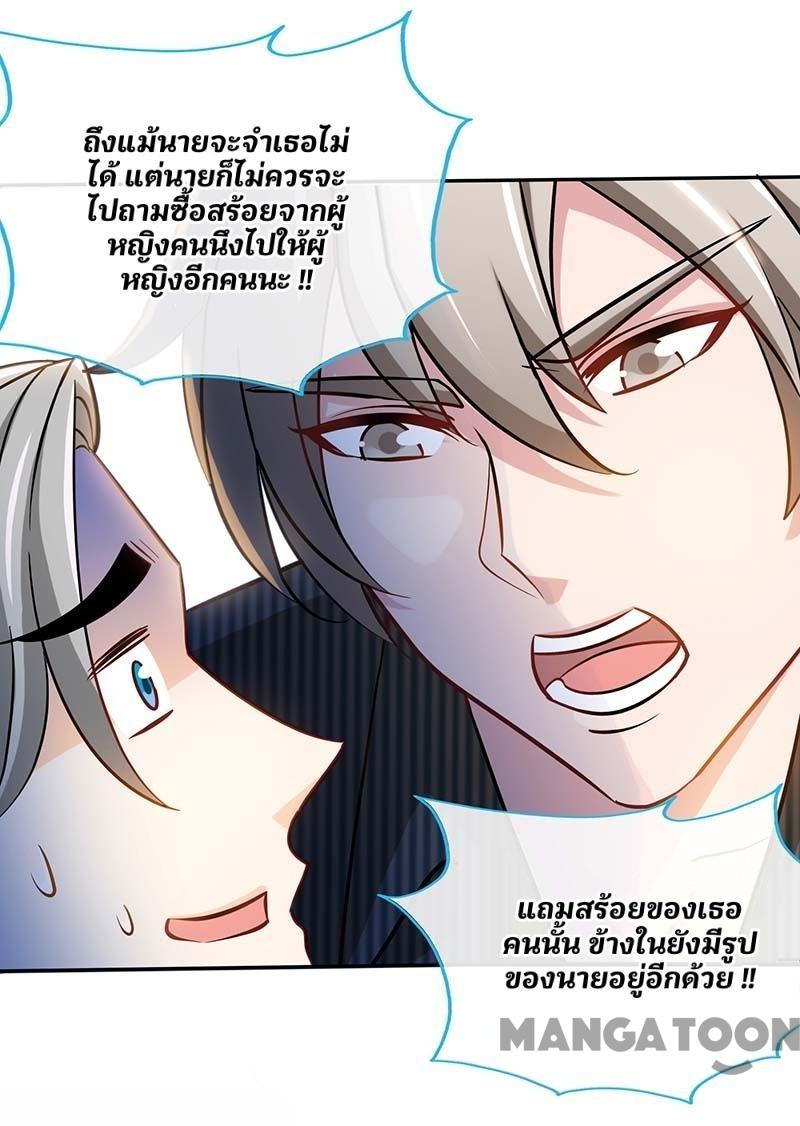 ถึงแม้นายจะจำเธอไม่
ได้ แต่นายก็ไม่ควรจะ
ไปถามซื้อสร้อยจากผู้
หญิงคนนึงไปให้ผู้
หญิงอีกคนนะ !!
แถมสร้อยของเธอ
คนนั้น ข้างในยังมีรูป
ของนายอยู่อีกด้วย !!
MANGATOON